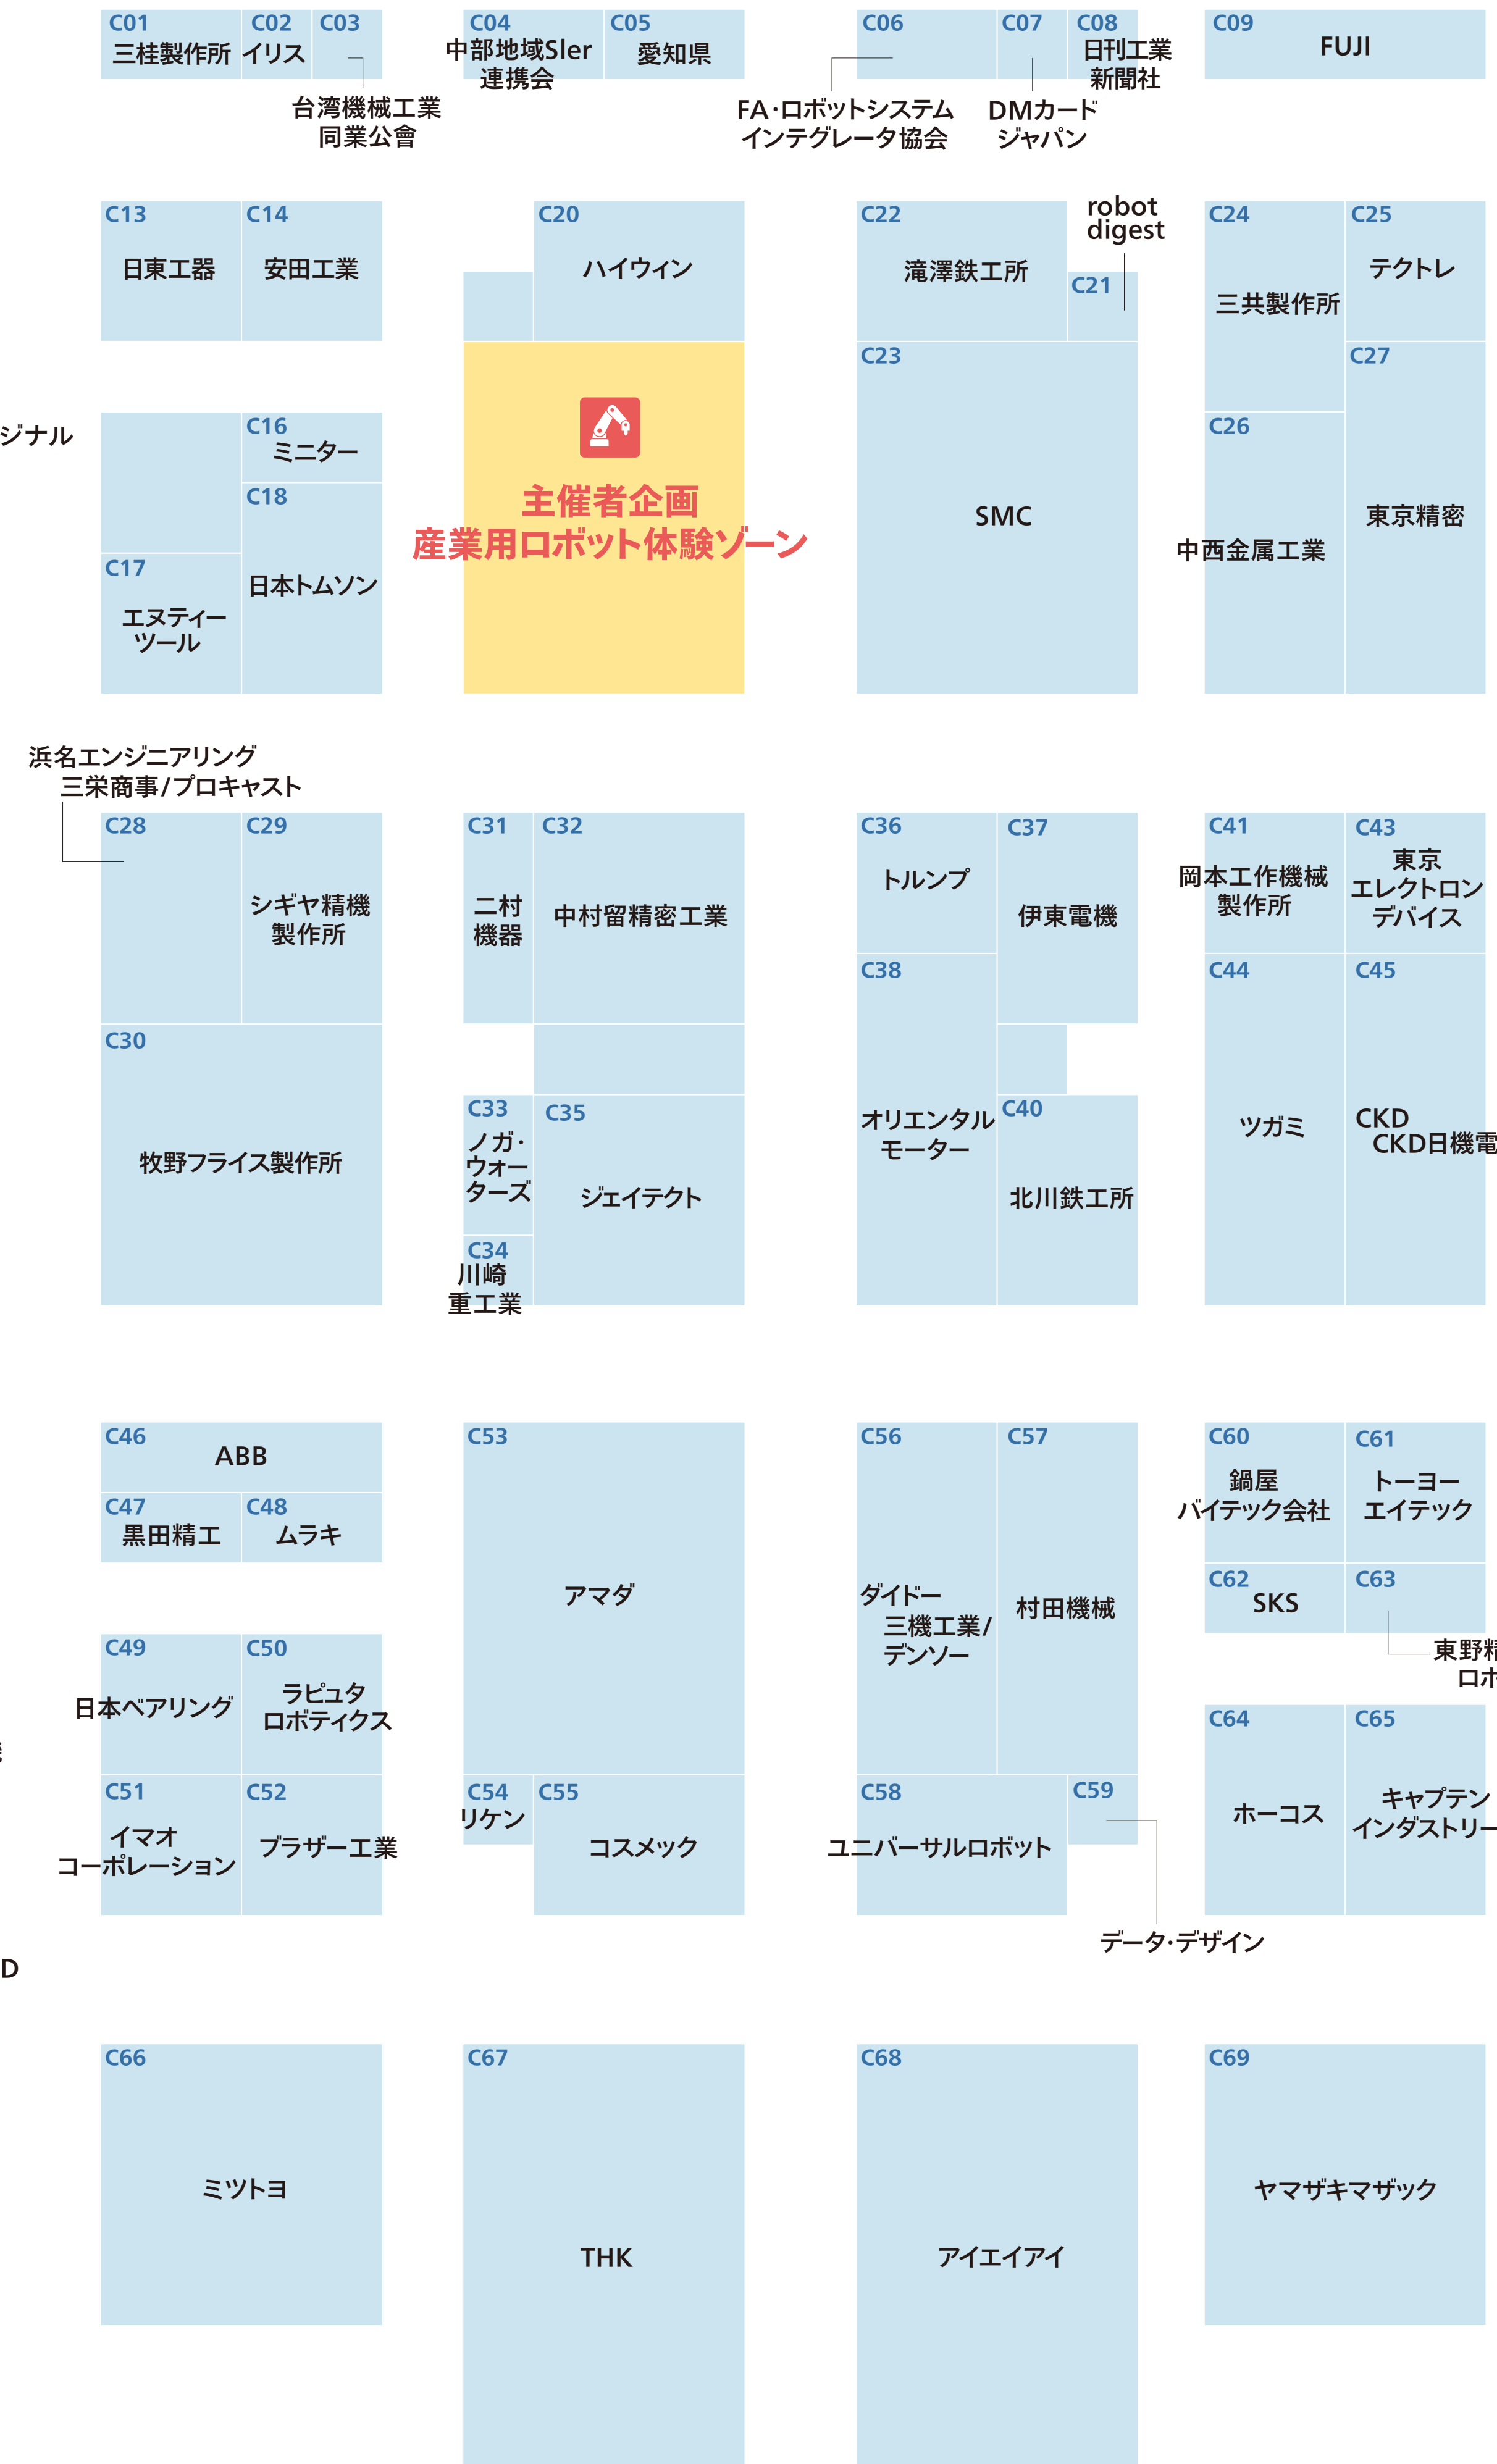 C01
三桂製作所
C02
イリス
C03
台湾機械工業
同業公會
C04
中部地域SIer
連携会
C05
愛知県
C06
FA・ロボットシステム
インテグレータ協会
C07
DMカード
ジャパン
C08
日刊工業
新聞社
C09
FUJI
C13
日東工器
C14
安田工業
C20
ハイウィン
C22
滝澤鉄工所
robot
digest
C21
C24
三共製作所
C25
テクトレ
C23
SMC
C27
東京精密
ジナル
C16
ミニター
C18
日本トムソン
C17
エヌティー
ツール
主催者企画
産業用ロボット体験ゾーン
C26
中西金属工業
浜名エンジニアリング
三栄商事/プロキャスト
C28
C29
シギヤ精機
製作所
C30
牧野フライス製作所
C31
二村
機器
C32
中村留精密工業
C33
ノガ・
ウォー
ターズ
C34
川崎
重工業
C35
ジェイテクト
C36
トルンプ
C37
伊東電機
C38
オリエンタル
モーター
C40
北川鉄工所
C41
岡本工作機械
製作所
C43
東京
エレクトロン
デバイス
C44
ツガミ
C45
CKD
CKD日機電
C46
ABB
C47
黒田精工
C48
ムラキ
C49
日本ベアリング
C50
ラピュタ
ロボティクス
C51
イマオ
コーポレーション
C52
ブラザー工業
C53
アマダ
C54
リケン
C55
コスメック
C56
ダイドー
三機工業/
デンソー
C57
村田機械
C58
ユニバーサルロボット
C59
データ・デザイン
C60
鍋屋
バイテック会社
C61
トーヨー
エイテック
C62
SKS
C63
東野精
ロボ
C64
ホーコス
C65
キャプテン
インダストリー
D
C66
ミツトヨ
C67
THK
C68
アイエイアイ
C69
ヤマザキマザック